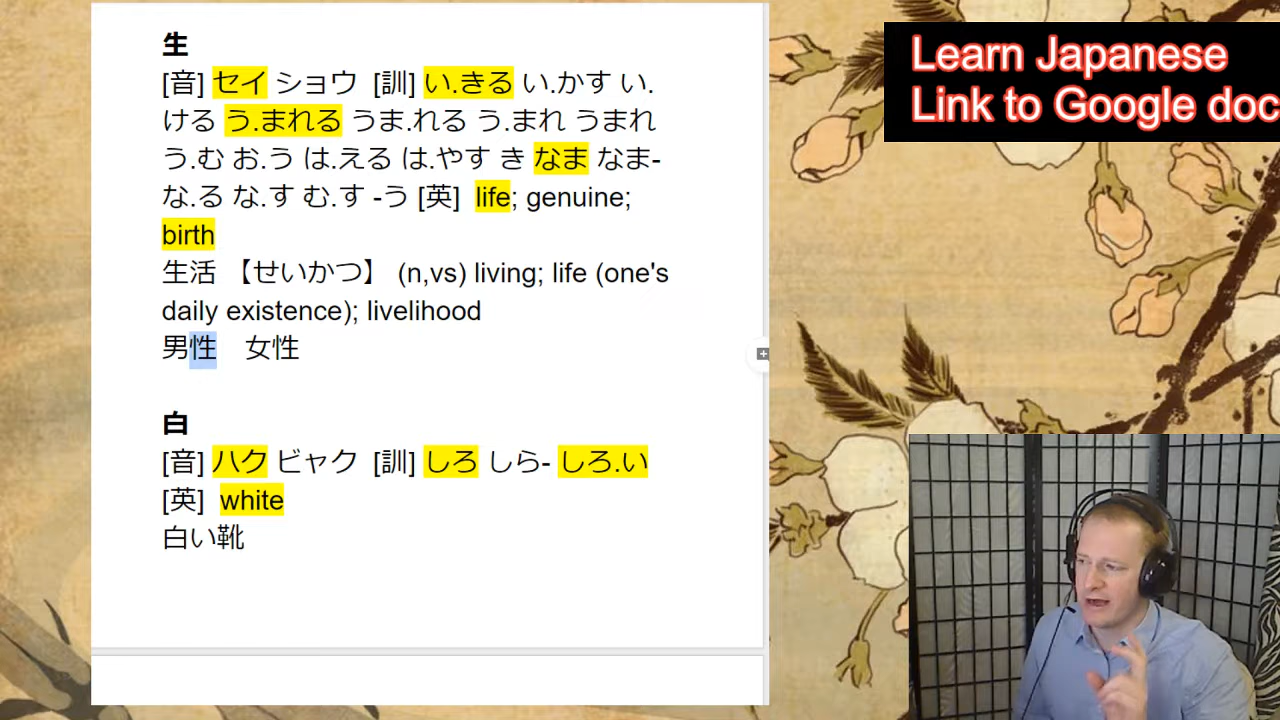 生
[音] セイ ショウ [訓] い.きる い.かす い.
ける う.まれる うま.れる う.まれ うまれ
う.む お.う は.える は.やす き なま なま-
な.る な.す む.す -う [英] life; genuine;
birth
生活 【せいかつ】 (n,vs) living; life (one's
daily existence); livelihood
男性 女性
白
[音] ハク ビャク [訓] しろ しら- しろ.い
[英] white
白い靴
Learn Japanese
Link to Google doc